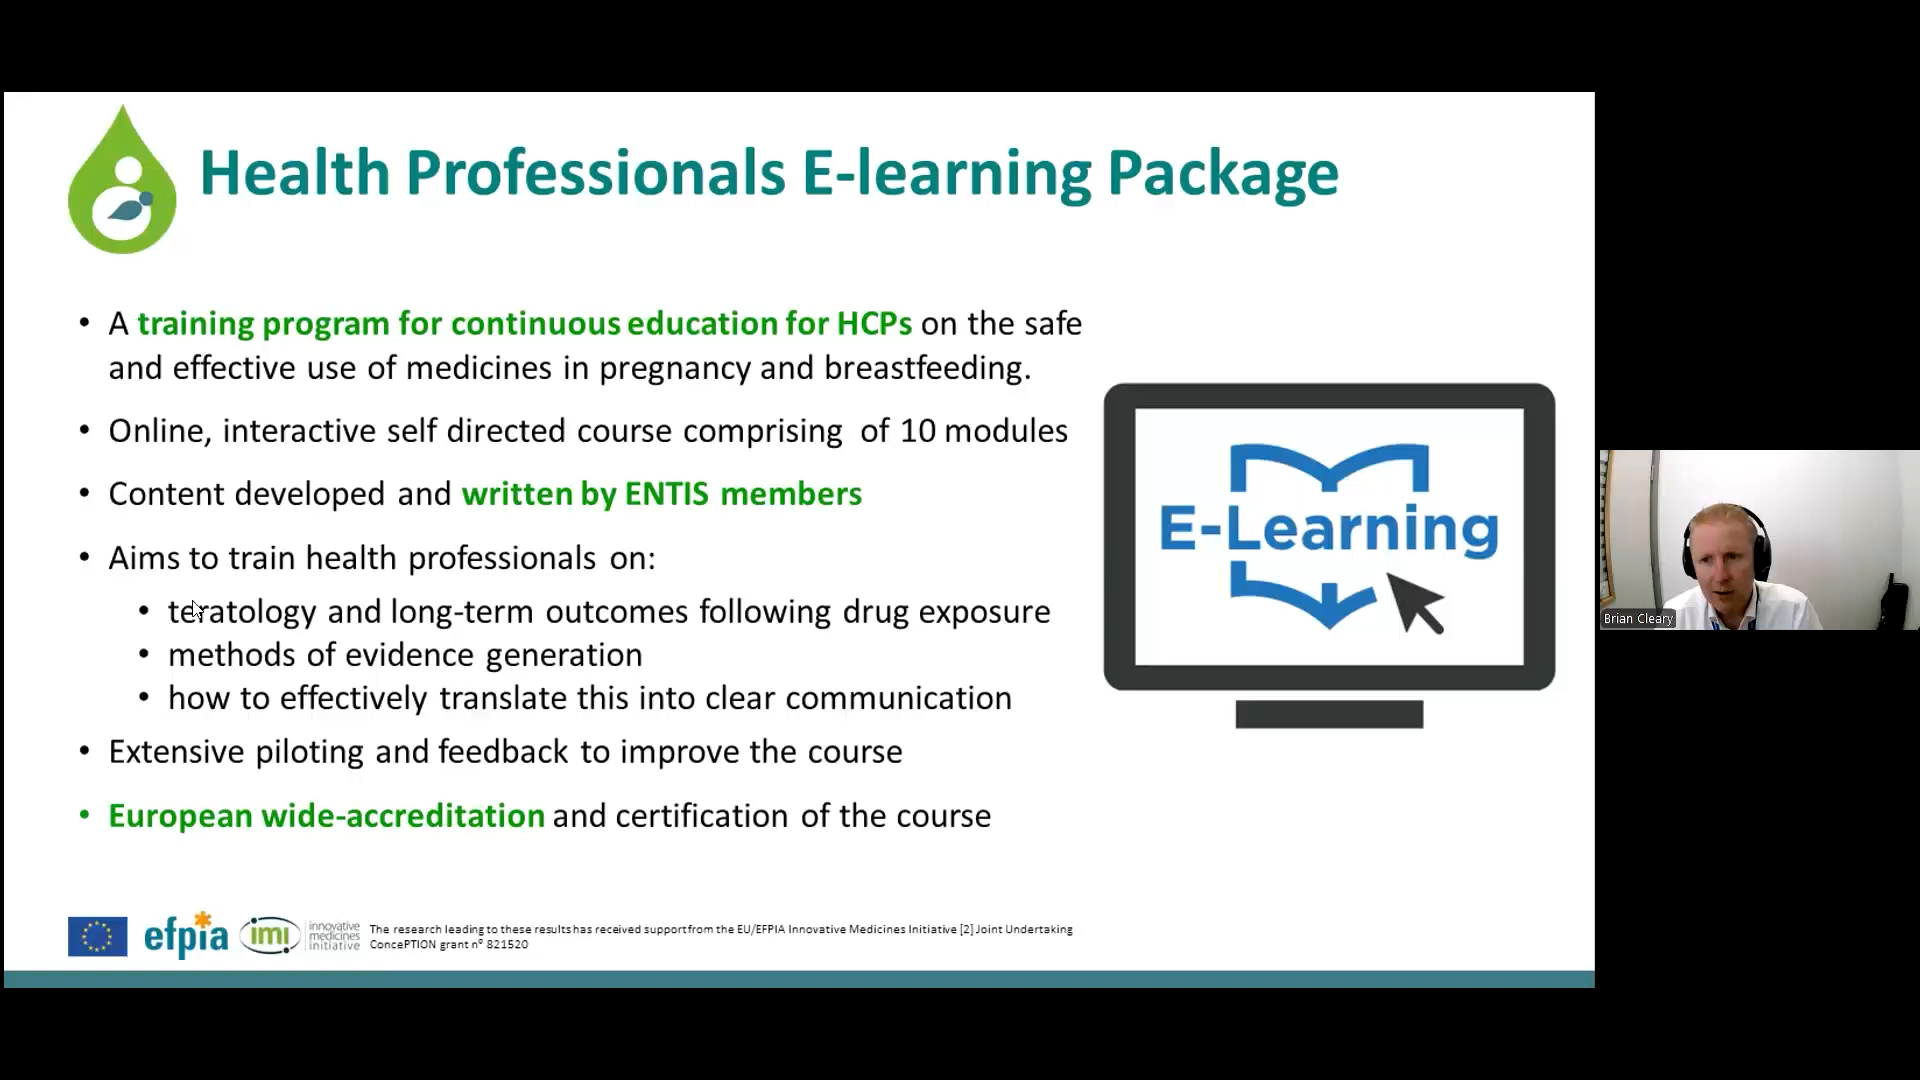 Health Professionals E-learning Package
• A training program for continuous education for HCPs on the safe
and effective use of medicines in pregnancy and breastfeeding.
• Online, interactive self directed course comprising of 10 modules
• Content developed and written by ENTIS members
• Aims to train health professionals on:
• teratology and long-term outcomes following drug exposure
• methods of evidence generation
• how to effectively translate this into clear communication
• Extensive piloting and feedback to improve the course
• European wide-accreditation and certification of the course
E-Learning
Brian Cleary
efpia
imi
innovative
medicines
initiative
The research leading to these results has received support from the EU/EFPIA Innovative Medicines Initiative [2] Joint Undertaking
ConcePTION grant nº 821520